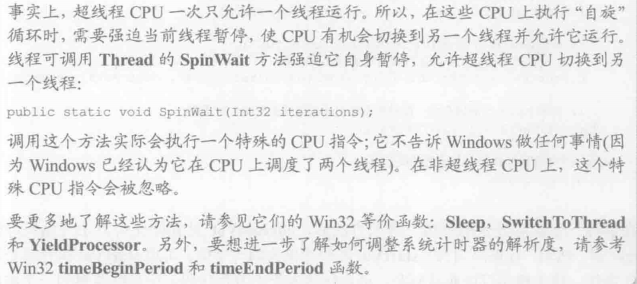 事实上，超线程 CPU 一次只允许一个线程运行。所以，在这些 CPU 上执行“自旋”
循环时，需要强迫当前线程暂停，使 CPU 有机会切换到另一个线程并允许它运行。
线程可调用 Thread 的 SpinWait 方法强迫它自身暂停，允许超线程 CPU 切换到另
一个线程：
public static void SpinWait(Int32 iterations);
调用这个方法实际会执行一个特殊的 CPU 指令；它不告诉 Windows 做任何事情(因
为 Windows 已经认为它在 CPU 上调度了两个线程)。在非超线程 CPU 上，这个特
殊 CPU 指令会被忽略。
要更多地了解这些方法，请参见它们的 Win32 等价函数：Sleep，SwitchToThread
和 YieldProcessor。另外，要想进一步了解如何调整系统计时器的解析度，请参考
Win32 timeBeginPeriod 和 timeEndPeriod 函数。